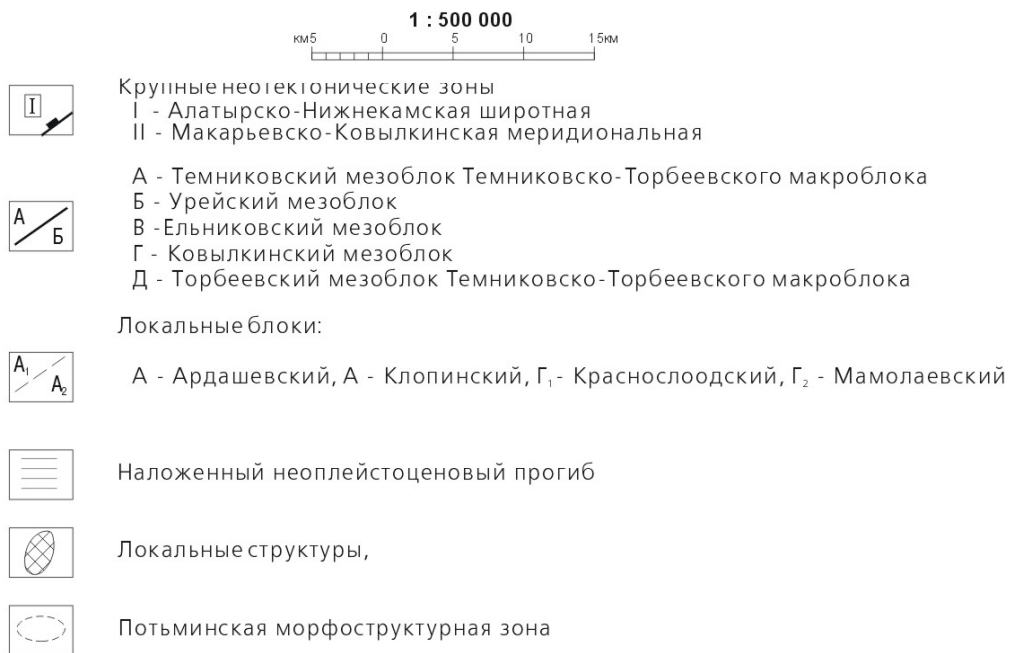 1 : 500 000
км5 0 5 10 15км
Крупные неотектонические зоны
I
I - Алатырско-Нижнекамская широтная
II - Макарьевско-Ковылкинская меридиональная
А - Темниковский мезоблок Темниковско-Торбеевского макроблока
А
Б
Б - Урейский мезоблок
В -Ельниковский мезоблок
Г - Ковылкинский мезоблок
Д - Торбеевский мезоблок Темниковско-Торбеевского макроблока
Локальные блоки:
А₁
А₂
А - Ардашевский, А - Клопинский, Г₁ - Краснослоодский, Г₂ - Мамолаевский
Наложенный неоплейстоценовый прогиб
Локальные структуры,
Потьминская морфоструктурная зона